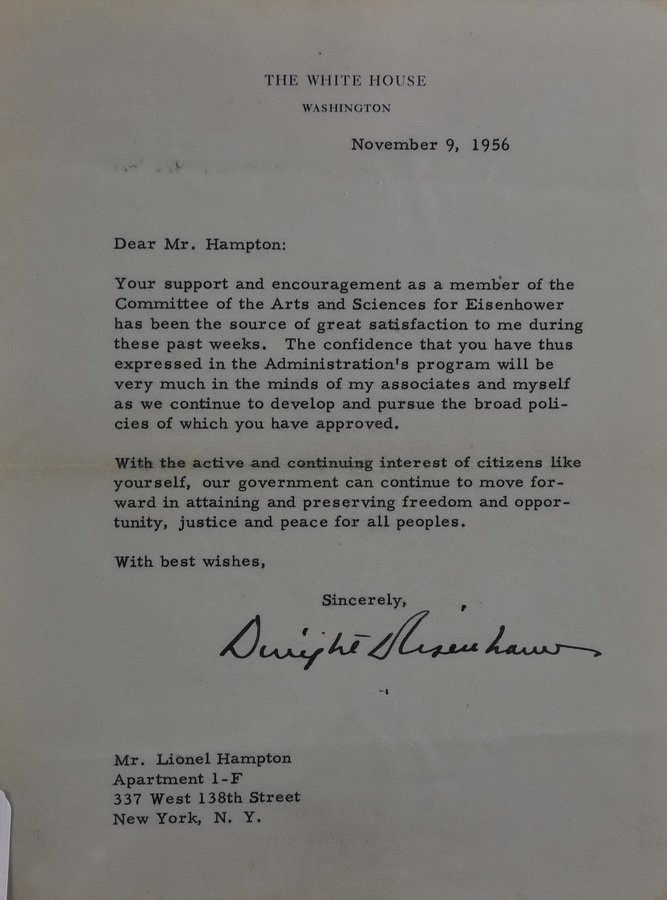 THE WHITE HOUSE
WASHINGTON
November 9, 1956
Dear Mr. Hampton:
Your support and encouragement as a member of the
Committee of the Arts and Sciences for Eisenhower
has been the source of great satisfaction to me during
these past weeks. The confidence that you have thus
expressed in the Administration's program will be
very much in the minds of my associates and myself
as we continue to develop and pursue the broad poli-
cies of which you have approved.
With the active and continuing interest of citizens like
yourself, our government can continue to move for-
ward in attaining and preserving freedom and oppor-
tunity, justice and peace for all peoples.
With best wishes,
Sincerely,
Dwight D Eisenhower
Mr. Lionel Hampton
Apartment 1-F
337 West 138th Street
New York, N. Y.